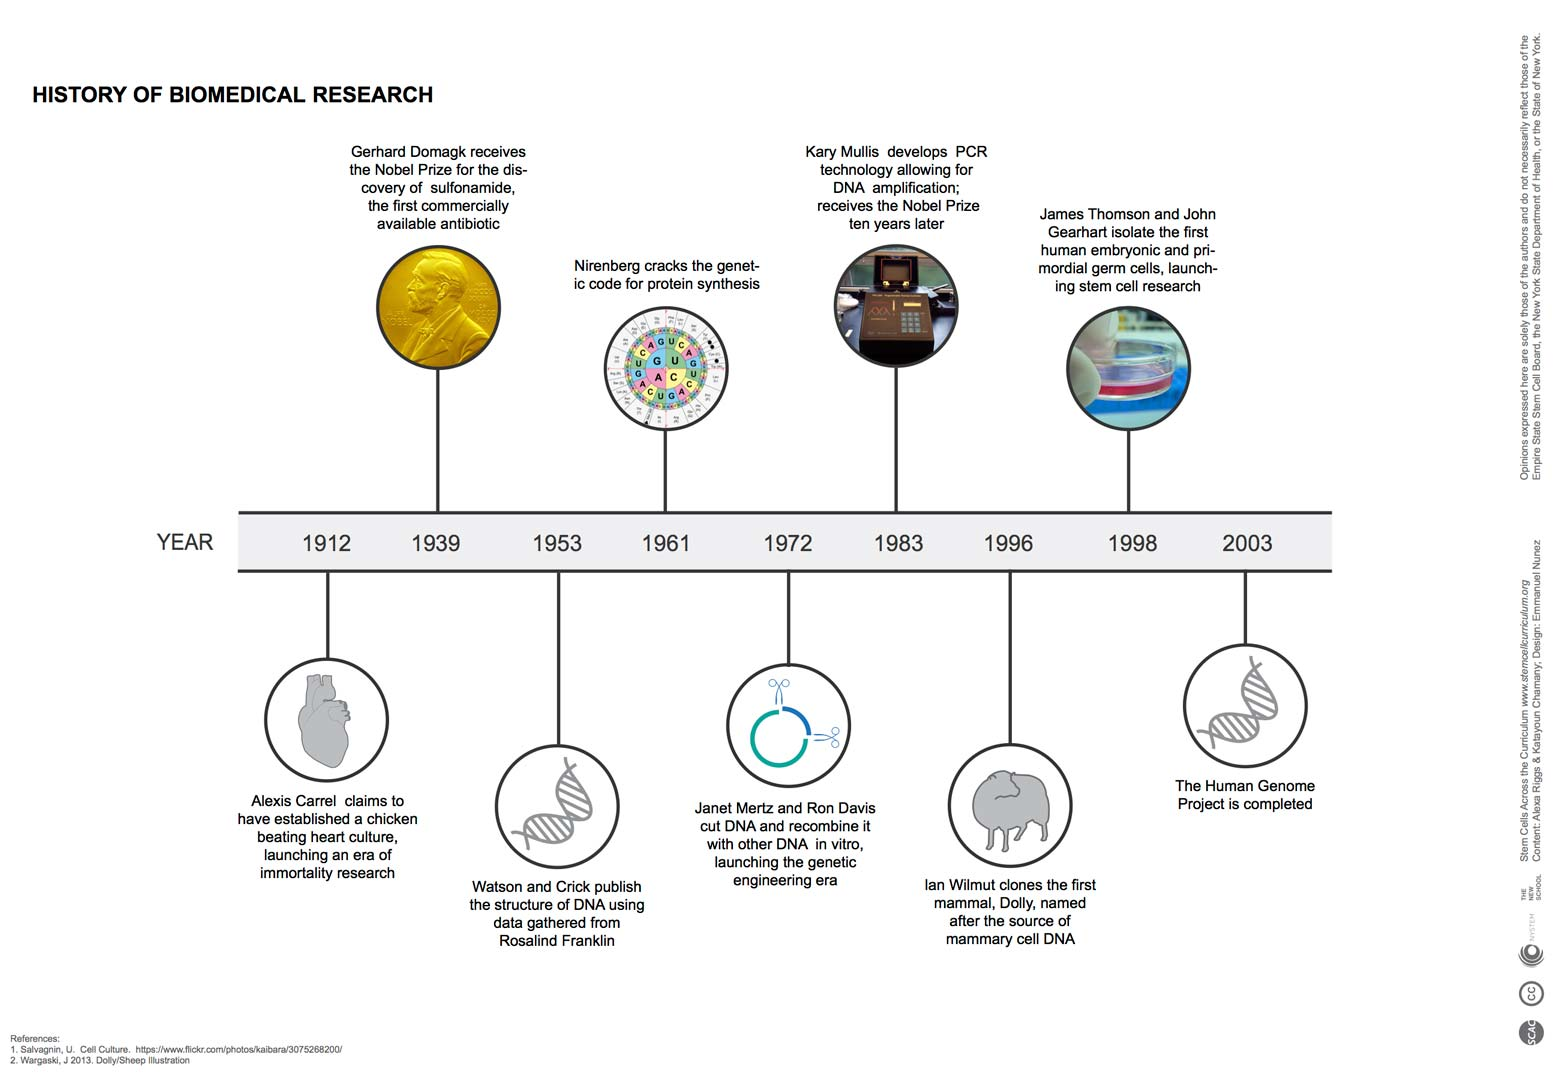 HISTORY OF BIOMEDICAL RESEARCH
Gerhard Domagk receives
the Nobel Prize for the dis-
covery of sulfonamide,
the first commercially
available antibiotic
Nirenberg cracks the genet-
ic code for protein synthesis
Kary Mullis develops PCR
technology allowing for
DNA amplification;
receives the Nobel Prize
ten years later
James Thomson and John
Gearhart isolate the first
human embryonic and pri-
mordial germ cells, launch-
ing stem cell research
G U
A C
YEAR 1912 1939 1953 1961 1972 1983 1996 1998 2003
Alexis Carrel claims to
have established a chicken
beating heart culture,
launching an era of
immortality research
Watson and Crick publish
the structure of DNA using
data gathered from
Rosalind Franklin
Janet Mertz and Ron Davis
cut DNA and recombine it
with other DNA in vitro,
launching the genetic
engineering era
Ian Wilmut clones the first
mammal, Dolly, named
after the source of
mammary cell DNA
The Human Genome
Project is completed
References:
1. Salvagnin, U. Cell Culture. https://www.flickr.com/photos/kaibara/3075268200/
2. Wargaski, J 2013. Dolly/Sheep Illustration
Opinions expressed here are solely those of the authors and do not necessarily reflect those of the
Empire State Stem Cell Board, the New York State Department of Health, or the State of New York.
Stem Cells Across the Curriculum www.stemcellcurriculum.org
Content: Alexa Riggs & Katayoun Chamany; Design: Emmanuel Nunez
THE
NEW
SCHOOL
NYSTEM
CC
SCAC